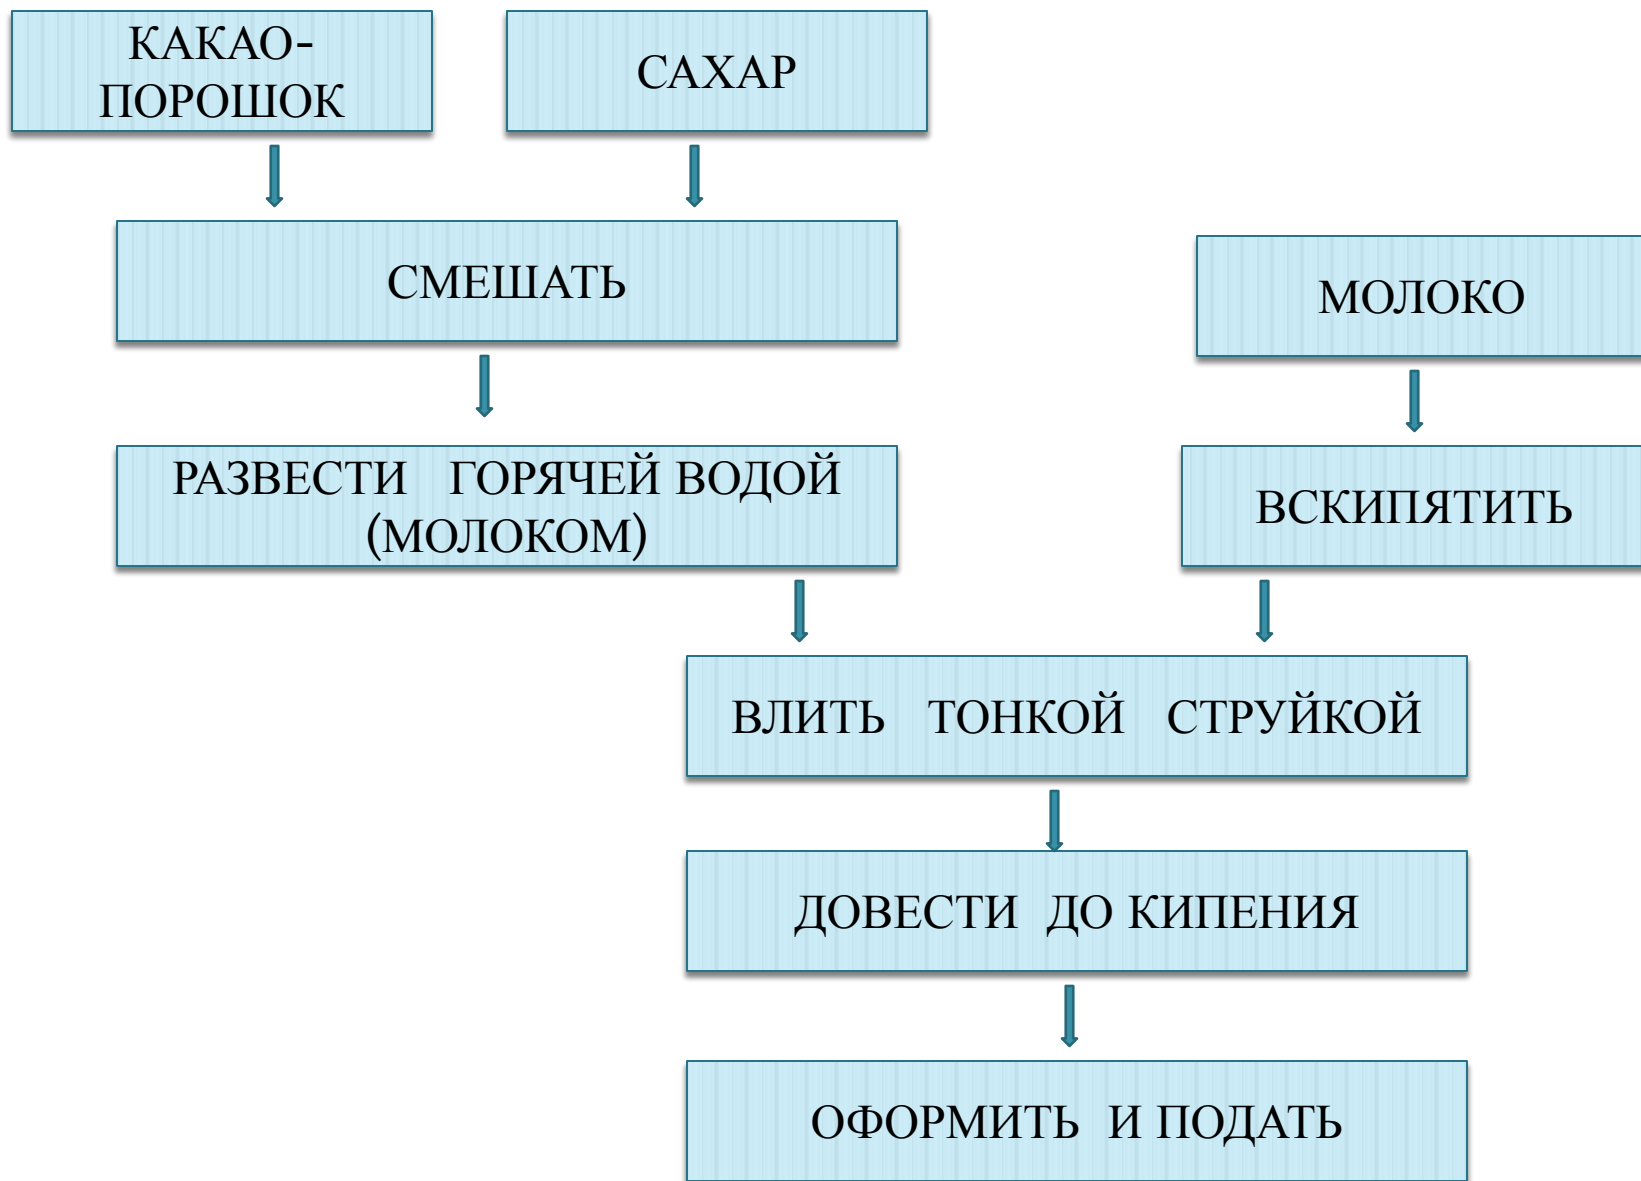 КАКАО-
ПОРОШОК
САХАР
СМЕШАТЬ
МОЛОКО
РАЗВЕСТИ ГОРЯЧЕЙ ВОДОЙ
(МОЛОКОМ)
ВСКИПЯТИТЬ
ВЛИТЬ ТОНКОЙ СТРУЙКОЙ
ДОВЕСТИ ДО КИПЕНИЯ
ОФОРМИТЬ И ПОДАТЬ